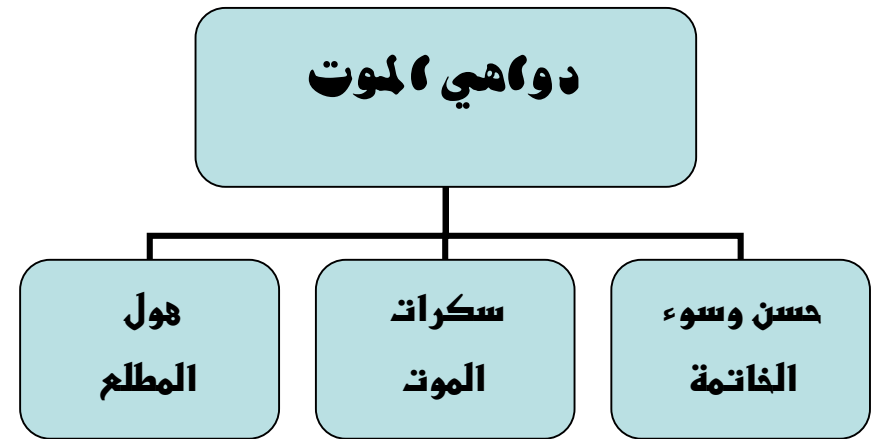 دواهي الموت
حسن وسوء
الخاتمة
سكرات
الموت
هول
المطلع